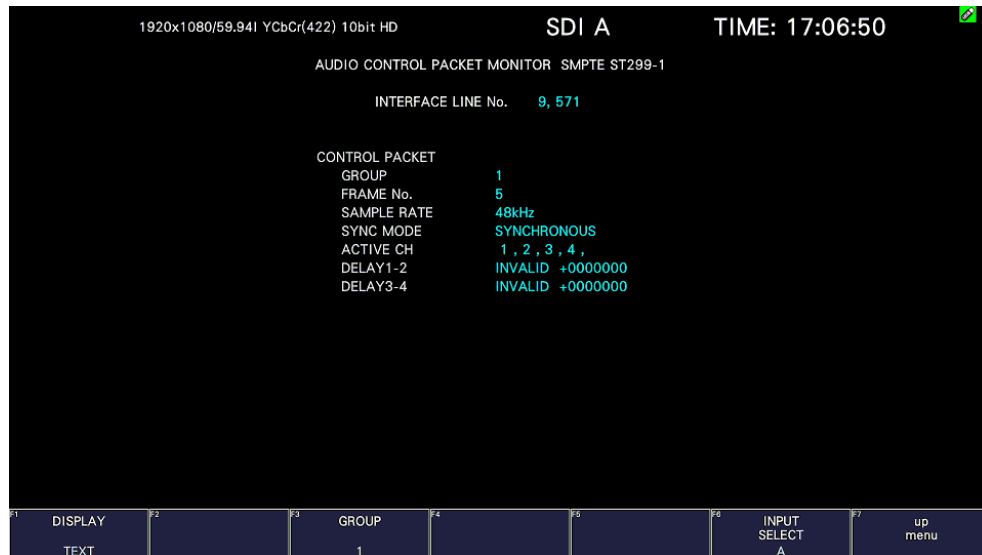 1920x1080/59.94I YCbCr(422) 10bit HD SDI A TIME: 17:06:50
AUDIO CONTROL PACKET MONITOR SMPTE ST299-1
INTERFACE LINE No. 9, 571
CONTROL PACKET
GROUP 1
FRAME No. 5
SAMPLE RATE 48kHz
SYNC MODE SYNCHRONOUS
ACTIVE CH 1 , 2 , 3 , 4 ,
DELAY1-2 INVALID +0000000
DELAY3-4 INVALID +0000000
F1 DISPLAY F2 F3 GROUP F4 F5 F6 INPUT SELECT F7 up menu
TEXT 1 A